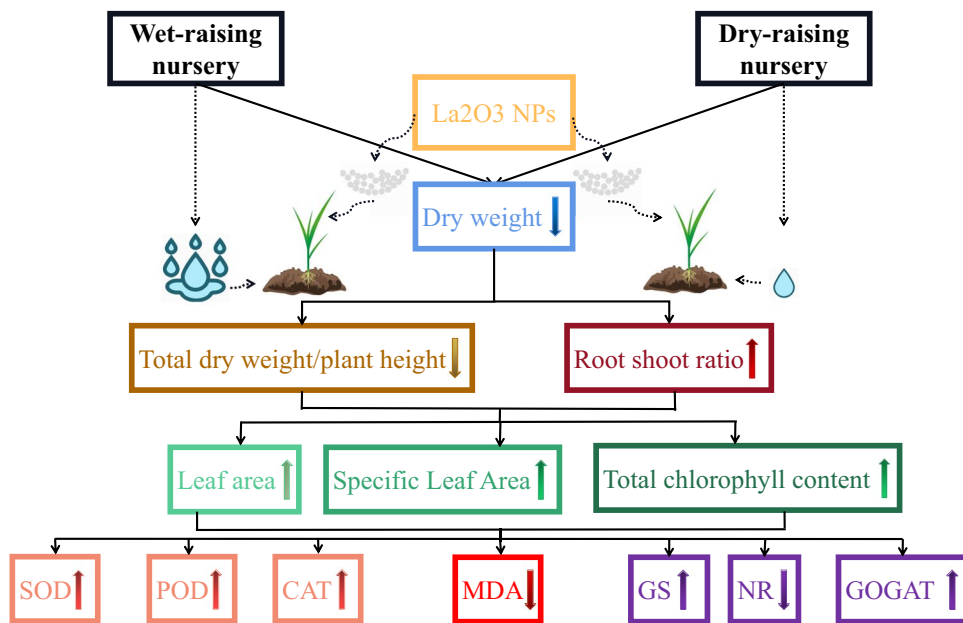 Wet-raising
nursery
Dry-raising
nursery
La2O3 NPs
Dry weight
Total dry weight/plant height
Root shoot ratio
Leaf area
Specific Leaf Area
Total chlorophyll content
SOD
POD
CAT
MDA
GS
NR
GOGAT